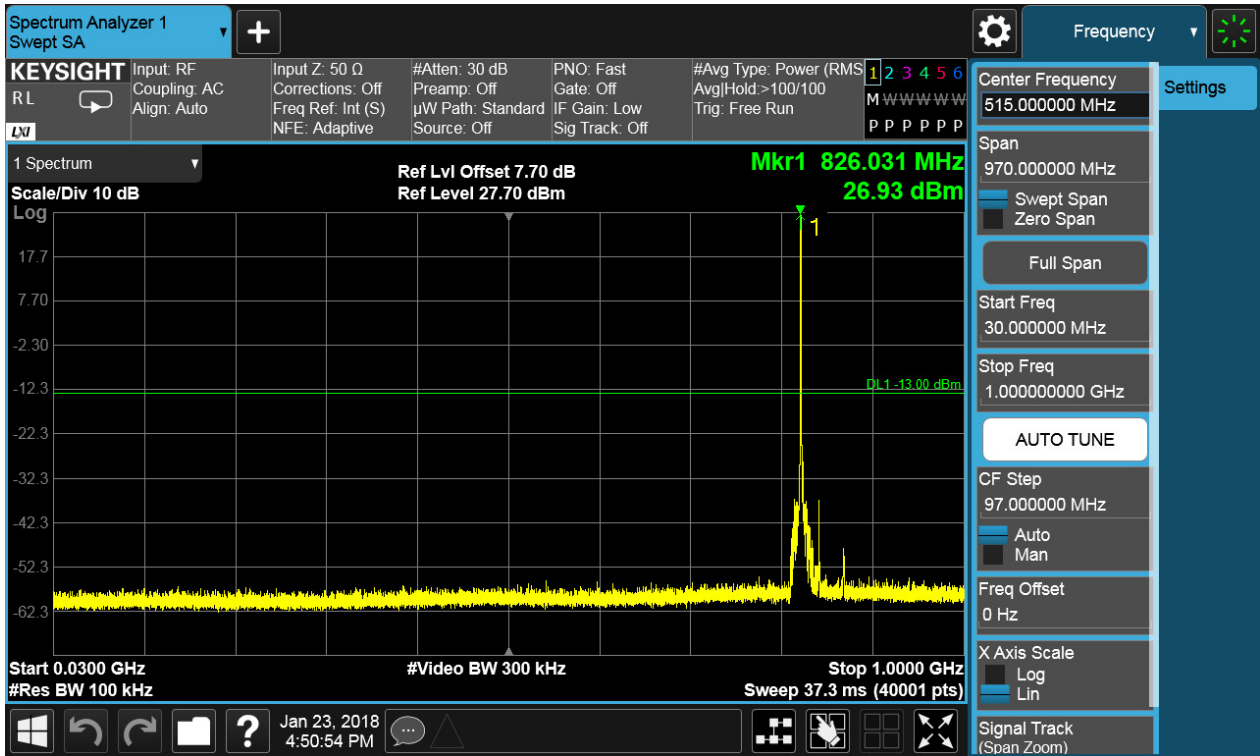 Spectrum Analyzer 1
Swept SA
+
Frequency
KEYSIGHT
RL
LXI
Input: RF
Coupling: AC
Align: Auto
Input Z: 50 Ω
Corrections: Off
Freq Ref: Int (S)
NFE: Adaptive
#Atten: 30 dB
Preamp: Off
µW Path: Standard
Source: Off
PNO: Fast
Gate: Off
IF Gain: Low
Sig Track: Off
#Avg Type: Power (RMS
Avg|Hold:>100/100
Trig: Free Run
1 2 3 4 5 6
M W W W W W
P P P P P P
Center Frequency
515.000000 MHz
Settings
Span
970.000000 MHz
Swept Span
Zero Span
Full Span
Start Freq
30.000000 MHz
Stop Freq
1.000000000 GHz
AUTO TUNE
CF Step
97.000000 MHz
Auto
Man
Freq Offset
0 Hz
X Axis Scale
Log
Lin
Signal Track
(Span Zoom)
1 Spectrum
Scale/Div 10 dB
Log
Ref Lvl Offset 7.70 dB
Ref Level 27.70 dBm
Mkr1 826.031 MHz
26.93 dBm
1
17.7
7.70
-2.30
-12.3
DL1 -13.00 dBm
-22.3
-32.3
-42.3
-52.3
-62.3
Start 0.0300 GHz
#Video BW 300 kHz
Stop 1.0000 GHz
#Res BW 100 kHz
Sweep 37.3 ms (40001 pts)
?
Jan 23, 2018
4:50:54 PM